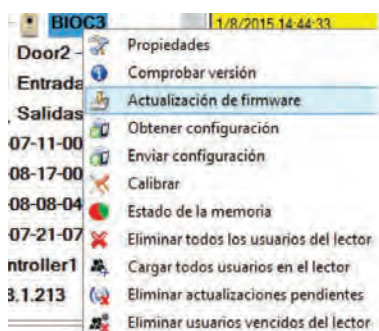 BIOC3 1/8/2015 14:44:33
Door2 - Propiedades
Entrada Comprobar versión
Salidas Actualización de firmware
07-11-00 Obtener configuración
08-17-00 Enviar configuración
08-08-04 Calibrar
07-21-07 Estado de la memoria
Eliminar todos los usuarios del lector
ntroller1 Cargar todos usuarios en el lector
3.1.213 Eliminar actualizaciones pendientes
Eliminar usuarios vencidos del lector